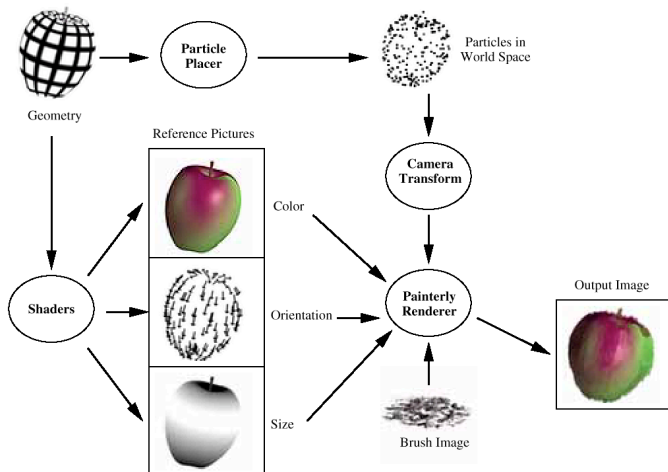 Particle
Placer
Particles in
World Space
Geometry
Reference Pictures
Camera
Transform
Color
Shaders
Orientation
Painterly
Renderer
Output Image
Size
Brush Image